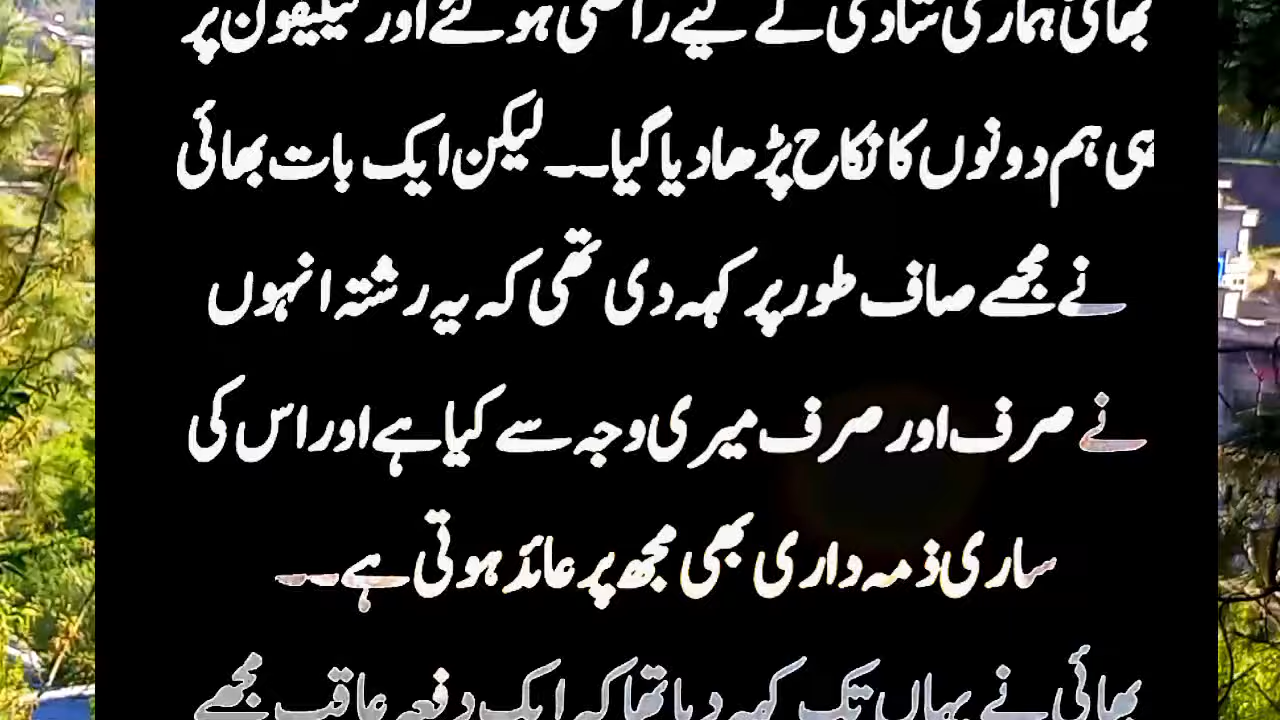 بھائی ہماری شادی کے لیے راضی ہو گئے اور ٹیلیفون پر
ہی ہم دونوں کا نکاح پڑھا دیا گیا۔۔ لیکن ایک بات بھائی
نے مجھے صاف طور پر کہہ دی تھی کہ یہ رشتہ انہوں
نے صرف اور صرف میری وجہ سے کیا ہے اور اس کی
ساری ذمہ داری بھی مجھ پر عائد ہوتی ہے۔۔
بھائی نے یہاں تک کہہ دیا تھا کہ ایک دفعہ عاقب مجھے